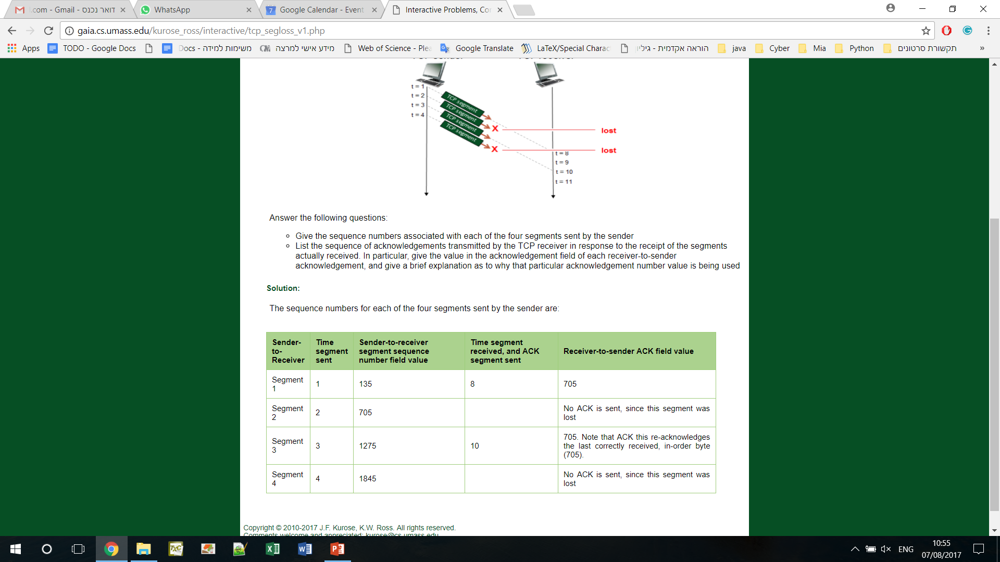 l.com - Gmail - דואר נכנס
WhatsApp
Google Calendar - Event
Interactive Problems, Cor
gaia.cs.umass.edu/kurose_ross/interactive/tcp_segloss_v1.php
Apps
TODO - Google Docs
משימות למידה - Docs
מידע אישי למרצה
Web of Science - Plea
Google Translate
LaTeX/Special Charac
הוראה אקדמית - גיליון
java
Cyber
Mia
Python
תקשורת סרטונים
»
t = 1
t = 2
t = 3
t = 4
TCP segment
TCP segment
TCP segment
TCP segment
X
lost
X
lost
t = 8
t = 9
t = 10
t = 11
Answer the following questions:
Give the sequence numbers associated with each of the four segments sent by the sender
List the sequence of acknowledgements transmitted by the TCP receiver in response to the receipt of the segments
actually received. In particular, give the value in the acknowledgement field of each receiver-to-sender
acknowledgement, and give a brief explanation as to why that particular acknowledgement number value is being used
Solution:
The sequence numbers for each of the four segments sent by the sender are:
Sender-
to-
Receiver
Time
segment
sent
Sender-to-receiver
segment sequence
number field value
Time segment
received, and ACK
segment sent
Receiver-to-sender ACK field value
Segment
1
1
135
8
705
Segment
2
2
705
No ACK is sent, since this segment was
lost
Segment
3
3
1275
10
705. Note that ACK this re-acknowledges
the last correctly received, in-order byte
(705).
Segment
4
4
1845
No ACK is sent, since this segment was
lost
Copyright © 2010-2017 J.F. Kurose, K.W. Ross. All rights reserved.
Comments welcome and appreciated: kurose@cs.umass.edu
ENG
10:55
07/08/2017